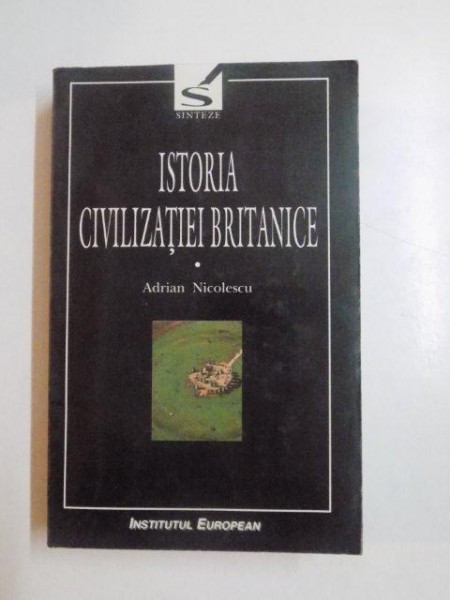 S
SINTEZE
ISTORIA
CIVILIZAȚIEI BRITANICE
•
Adrian Nicolescu
INSTITUTUL EUROPEAN